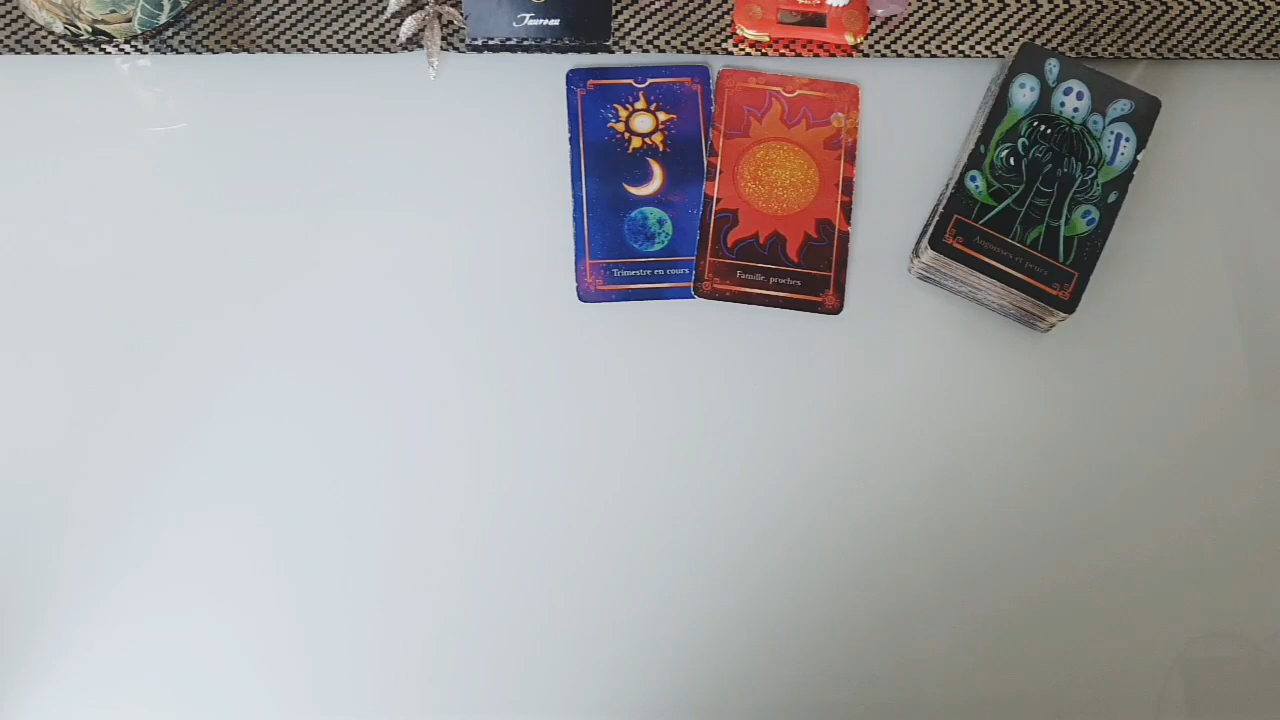 Taureau
Trimestre en cours
Famille, proches
Angoisses et peurs